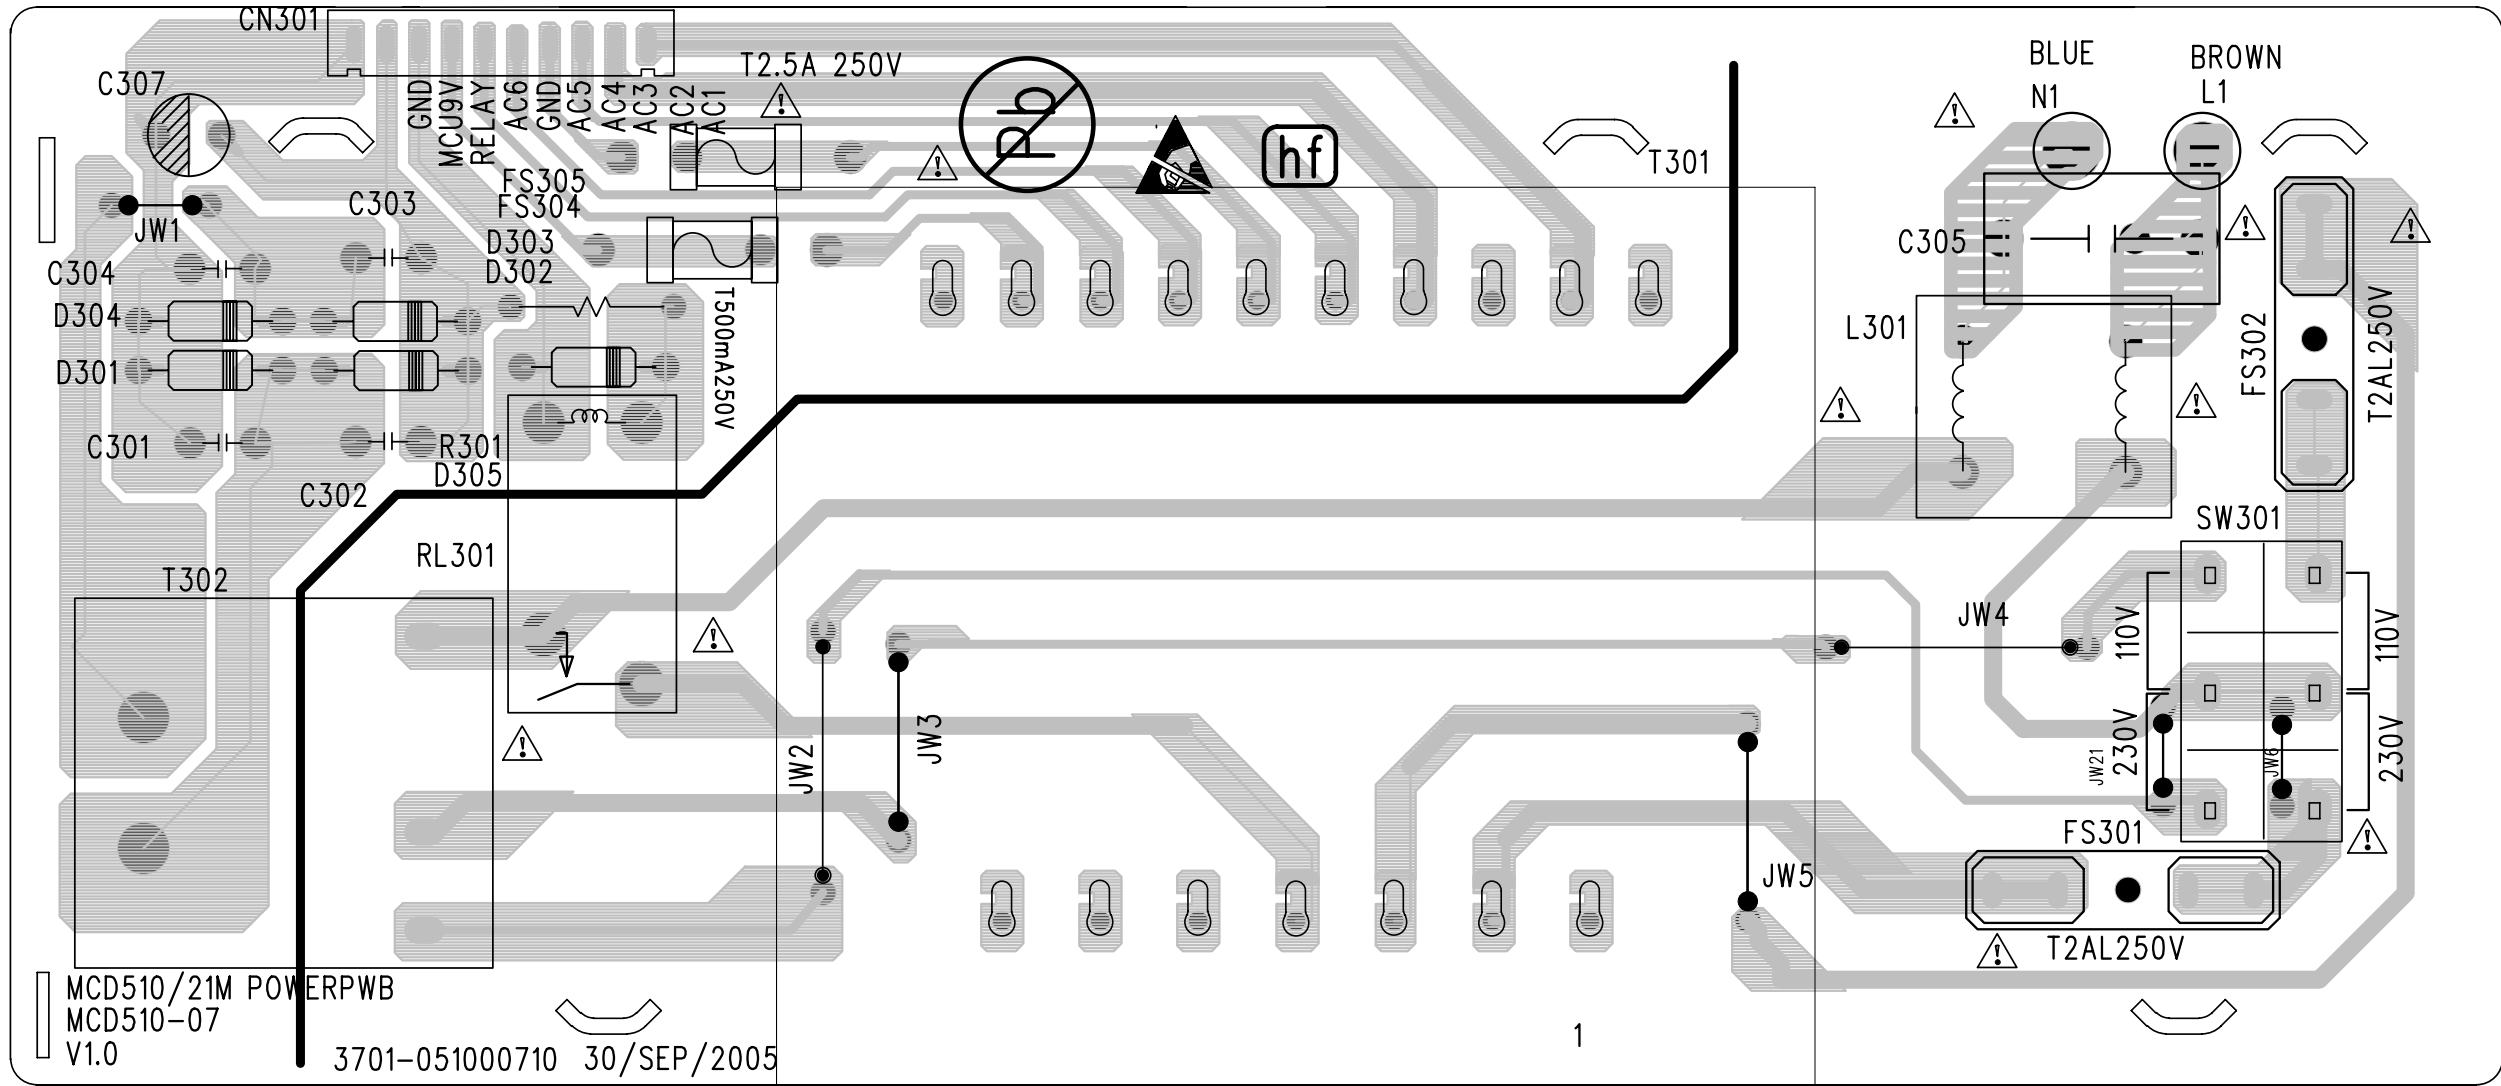 CN301
BLUE
BROWN
C307
T2.5A 250V
N1
L1
GND
MCU9V
RELAY
AC6
GND
AC5
AC4
AC3
AC2
AC1
Pb
hf
T301
FS305
FS304
C303
JW1
D303
D302
C305
C304
D304
T500mA250V
L301
FS302
T2AL250V
D301
C301
R301
D305
C302
SW301
RL301
T302
JW4
110V
110V
JW2
JW3
JW21
230V
JW6
230V
FS301
JW5
T2AL250V
MCD510/21M POWERPWB
MCD510-07
V1.0
3701-051000710 30/SEP/2005
1